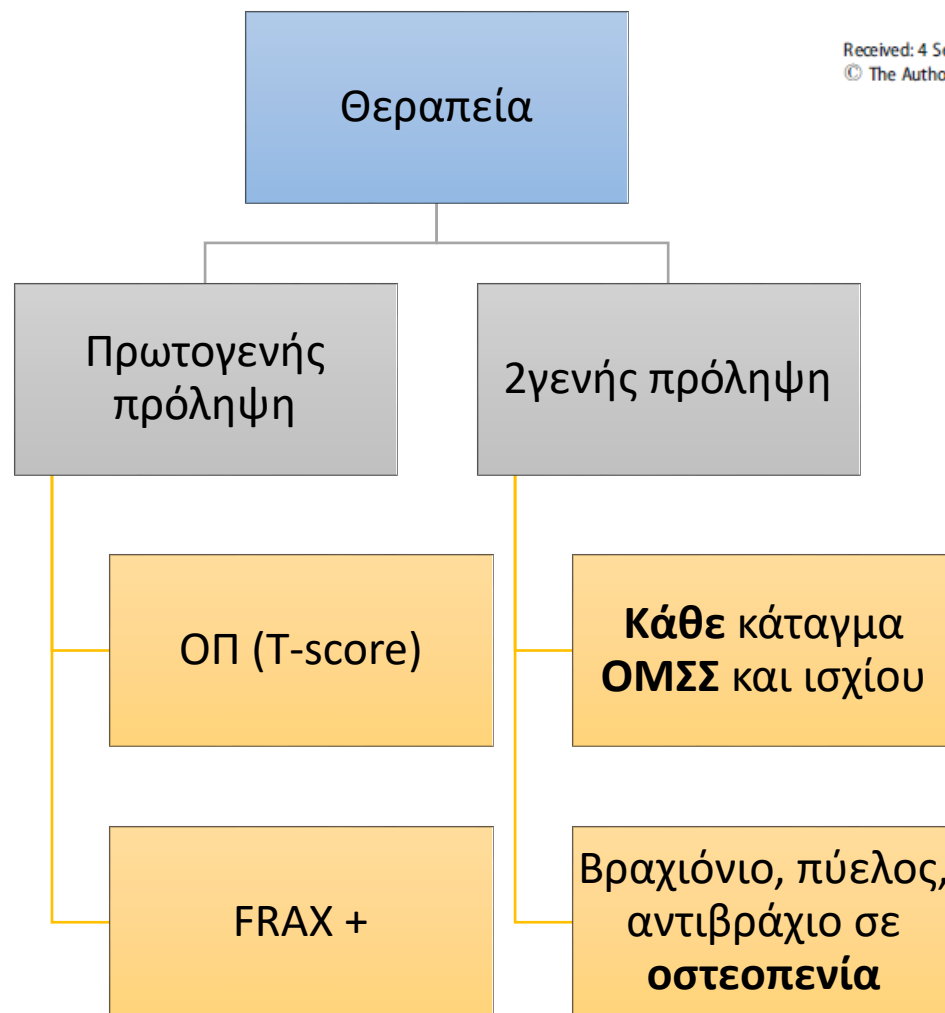 Received: 4 Se
© The Autho
Θεραπεία
Πρωτογενής
πρόληψη
2γενής πρόληψη
ΟΠ (T-score)
Κάθε κάταγμα
ΟΜΣΣ και ισχίου
FRAX +
Βραχιόνιο, πύελος,
αντιβράχιο σε
οστεοπενία